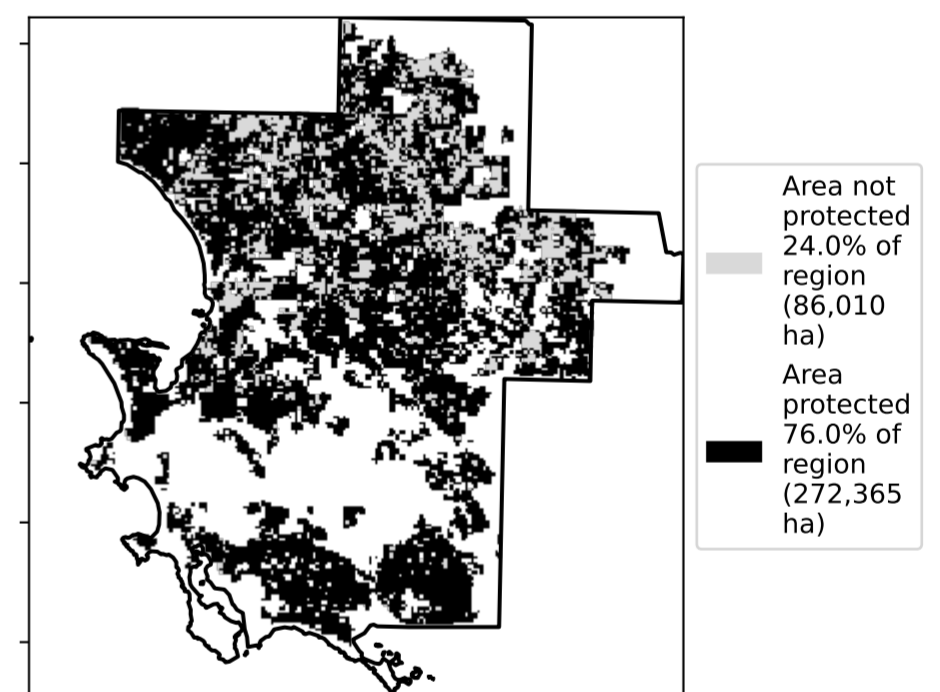 Area not
protected
24.0% of
region
(86,010
ha)
Area
protected
76.0% of
region
(272,365
ha)